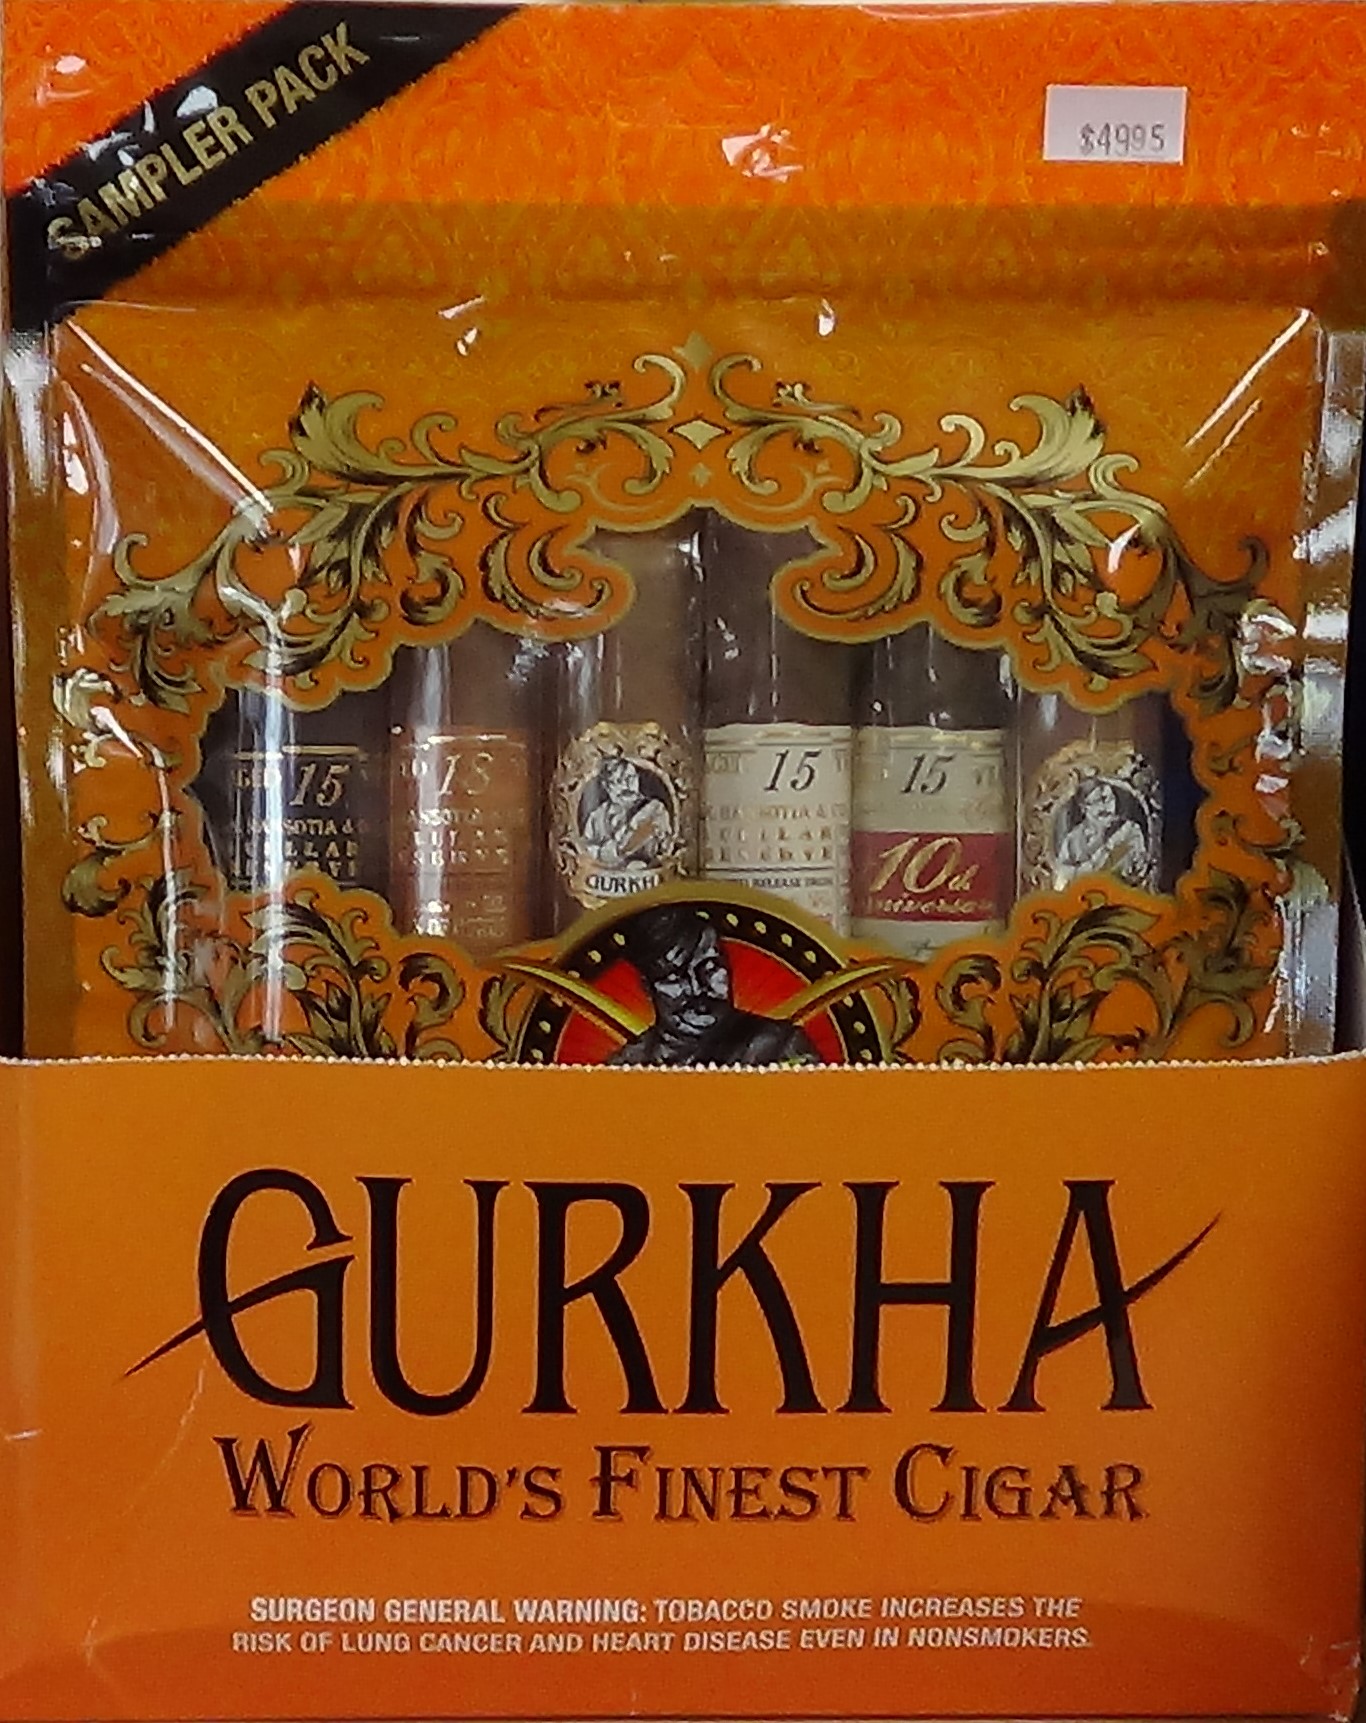 SAMPLER PACK
$4995
15
18
15
15
10th
GURKHA
GURKHA
WORLD'S FINEST CIGAR
SURGEON GENERAL WARNING: TOBACCO SMOKE INCREASES THE
RISK OF LUNG CANCER AND HEART DISEASE EVEN IN NONSMOKERS.